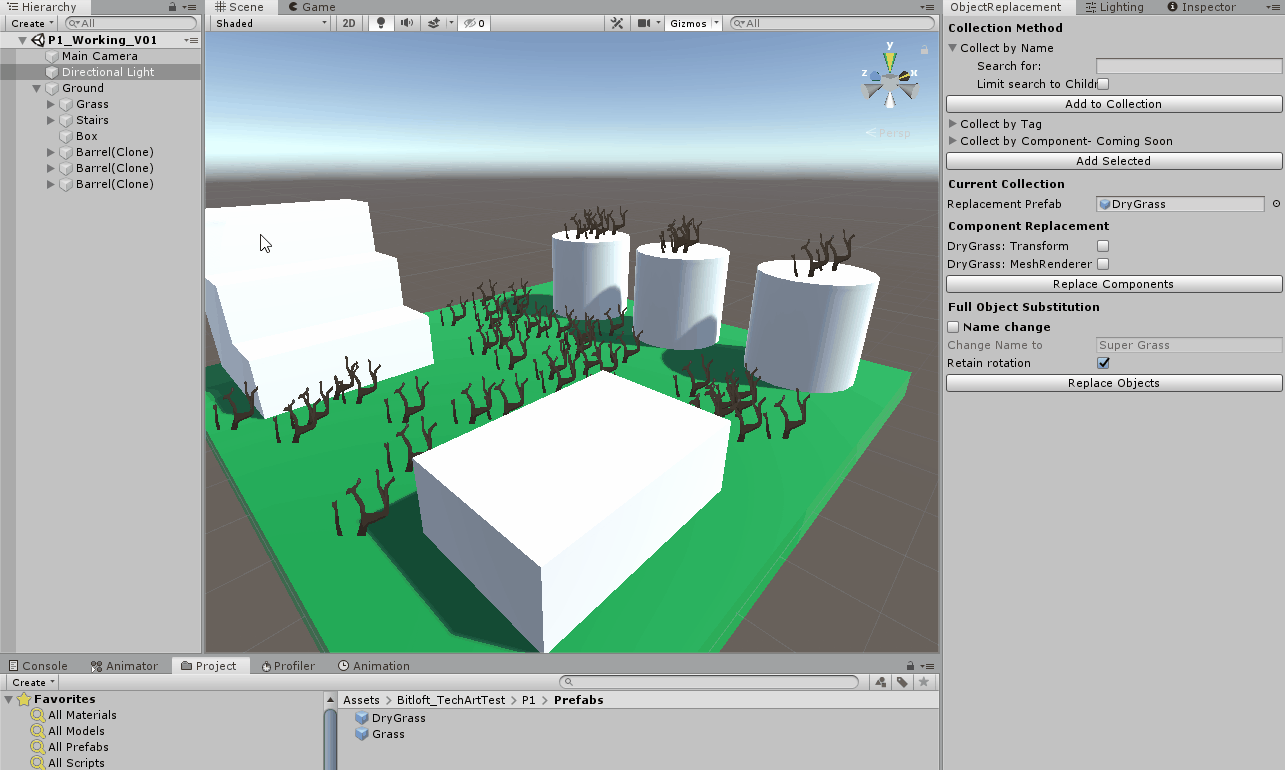 Hierarchy
Create All
P1_Working_V01
Main Camera
Directional Light
Ground
Grass
Stairs
Box
Barrel(Clone)
Barrel(Clone)
Barrel(Clone)
Scene Game
Shaded 2D 0 Gizmos All
y
z x
Persp
ObjectReplacement Lighting Inspector
Collection Method
Collect by Name
Search for:
Limit search to Childr
Add to Collection
Collect by Tag
Collect by Component- Coming Soon
Add Selected
Current Collection
Replacement Prefab DryGrass
Component Replacement
DryGrass: Transform
DryGrass: MeshRenderer
Replace Components
Full Object Substitution
Name change
Change Name to Super Grass
Retain rotation
Replace Objects
Console Animator Project Profiler Animation
Create
Favorites
All Materials
All Models
All Prefabs
All Scripts
Assets > Bitloft_TechArtTest > P1 > Prefabs
DryGrass
Grass